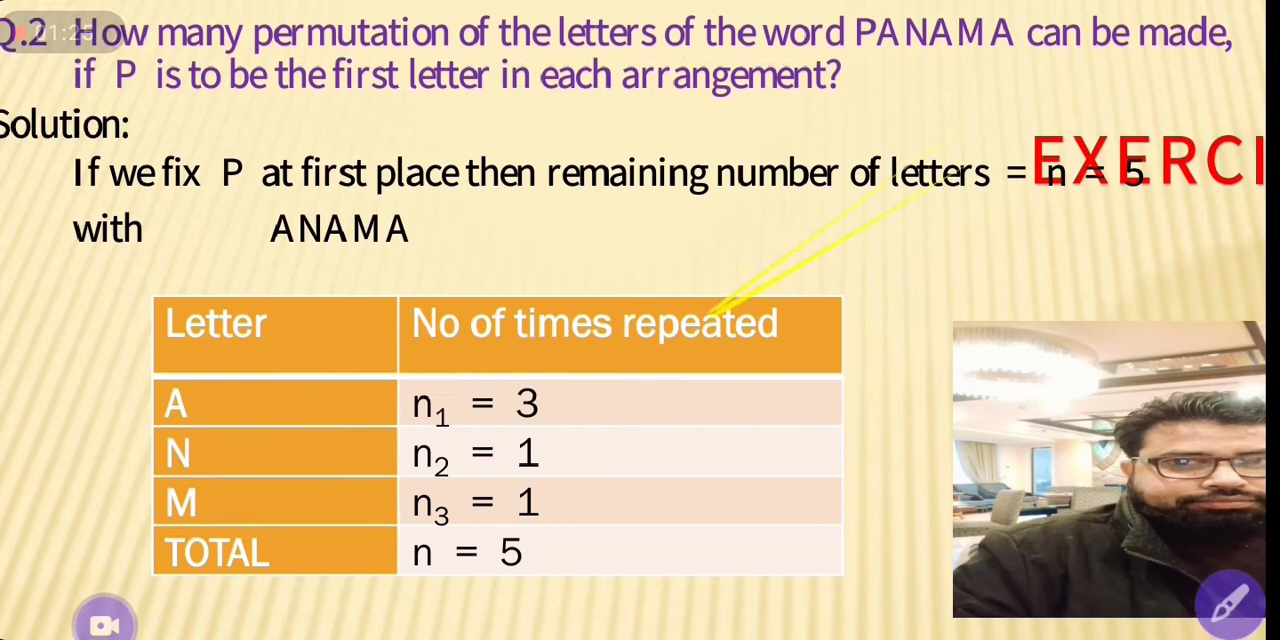 Q.2 How many permutation of the letters of the word PANAMA can be made,
if P is to be the first letter in each arrangement?
Solution:
If we fix P at first place then remaining number of letters = n = 5
EXERCI
with ANAMA
Letter No of times repeated
A n₁ = 3
N n₂ = 1
M n₃ = 1
TOTAL n = 5